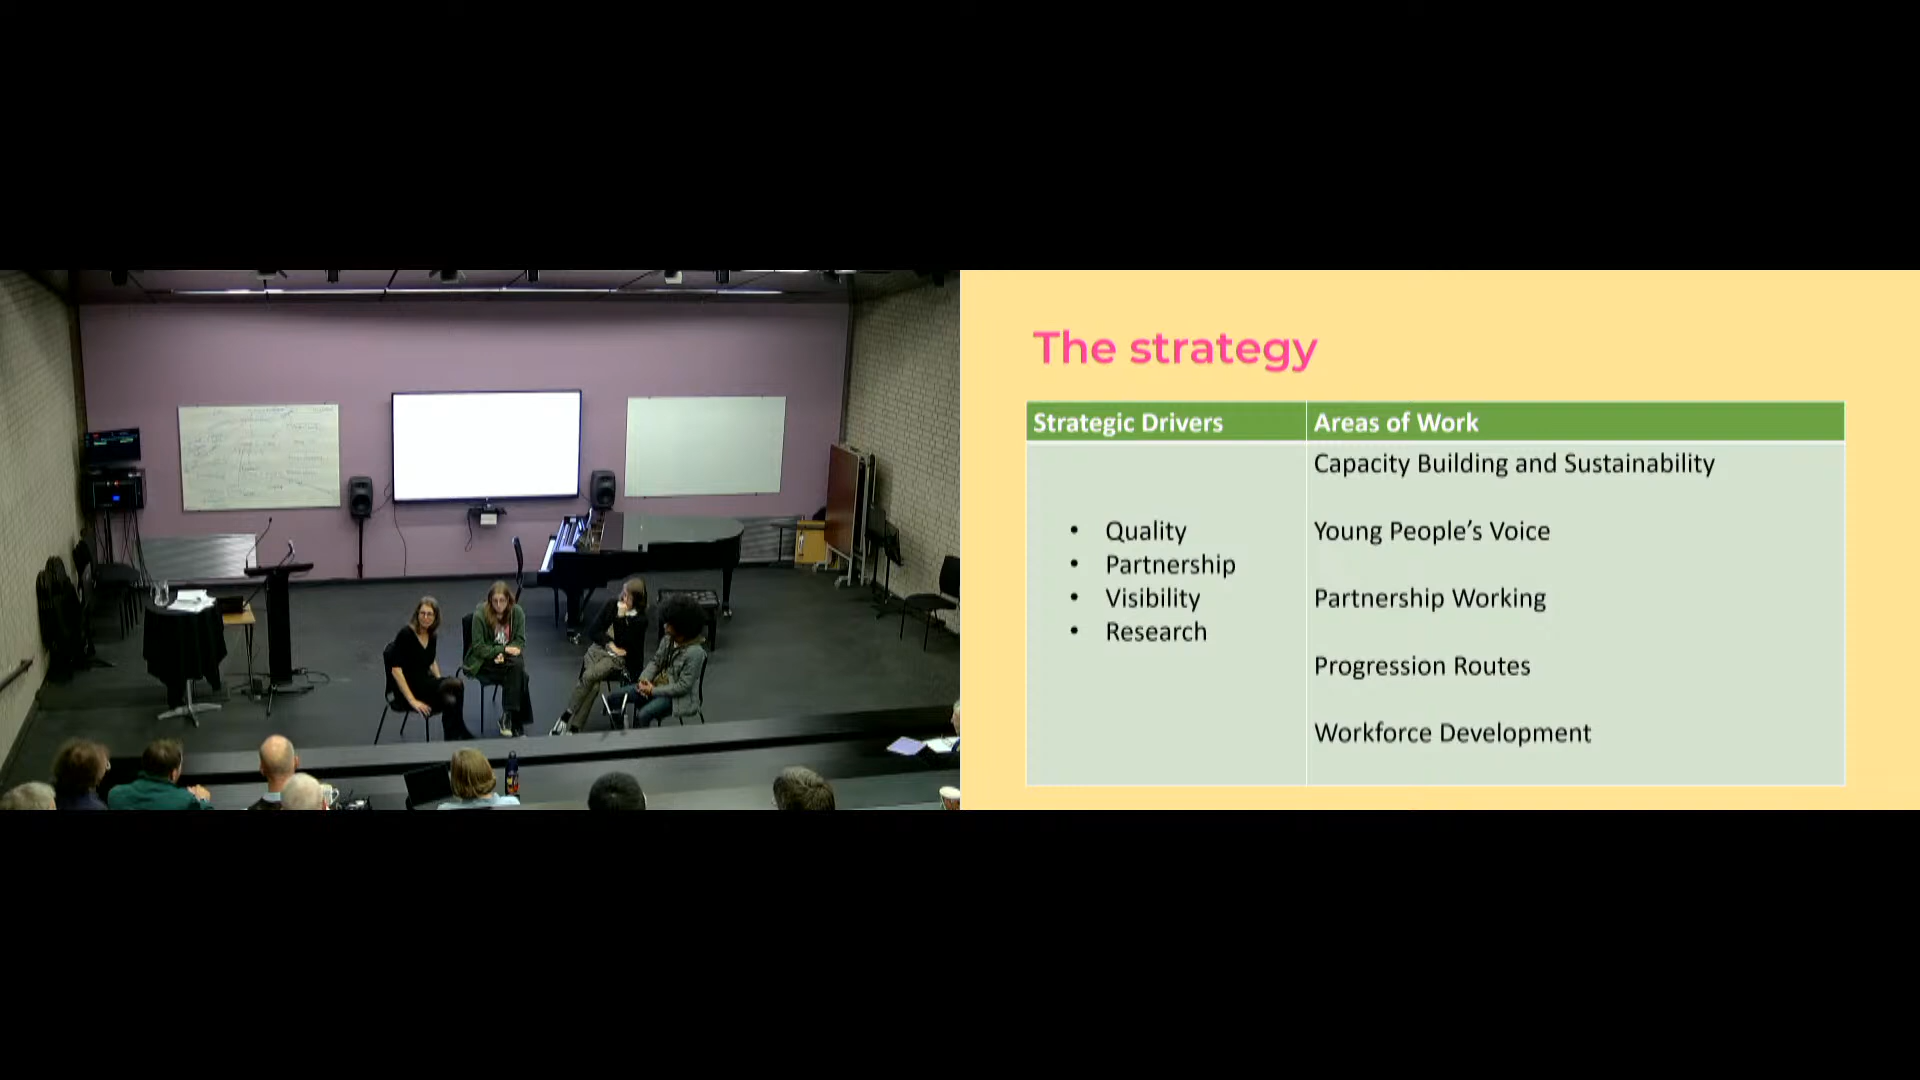 The strategy
Strategic Drivers
Areas of Work
• Quality
• Partnership
• Visibility
• Research
Capacity Building and Sustainability
Young People’s Voice
Partnership Working
Progression Routes
Workforce Development